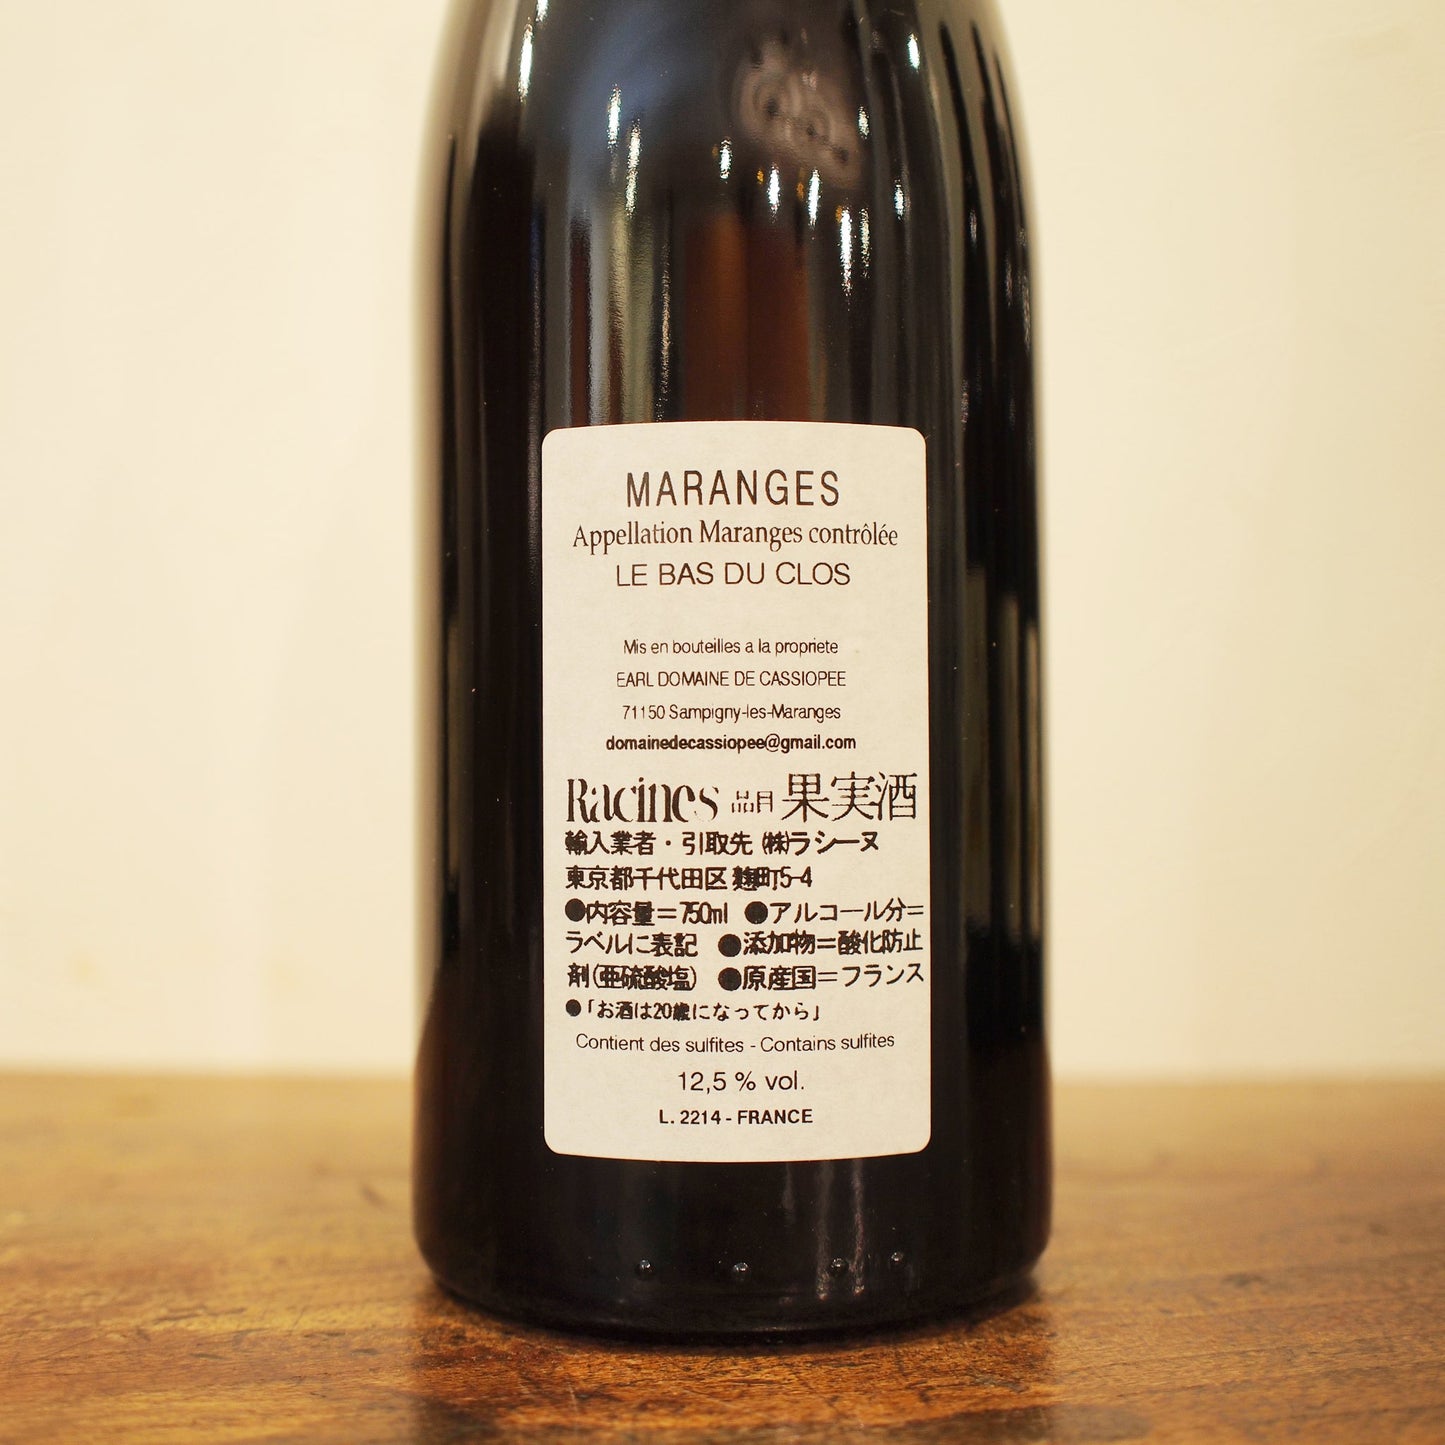 MARANGES
Appellation Maranges contrôlée
LE BAS DU CLOS
Mis en bouteilles a la propriete
EARL DOMAINE DE CASSIOPEE
71150 Sampigny-les-Maranges
domainedecassiopee@gmail.com
Racines 品目 果実酒
輸入業者・引取先 ㈱ラシーヌ
東京都千代田区麹町5-4
●内容量=750ml ●アルコール分=
ラベルに表記 ●添加物=酸化防止
剤(亜硫酸塩) ●原産国=フランス
●「お酒は20歳になってから」
Contient des sulfites - Contains sulfites
12,5 % vol.
L. 2214 - FRANCE